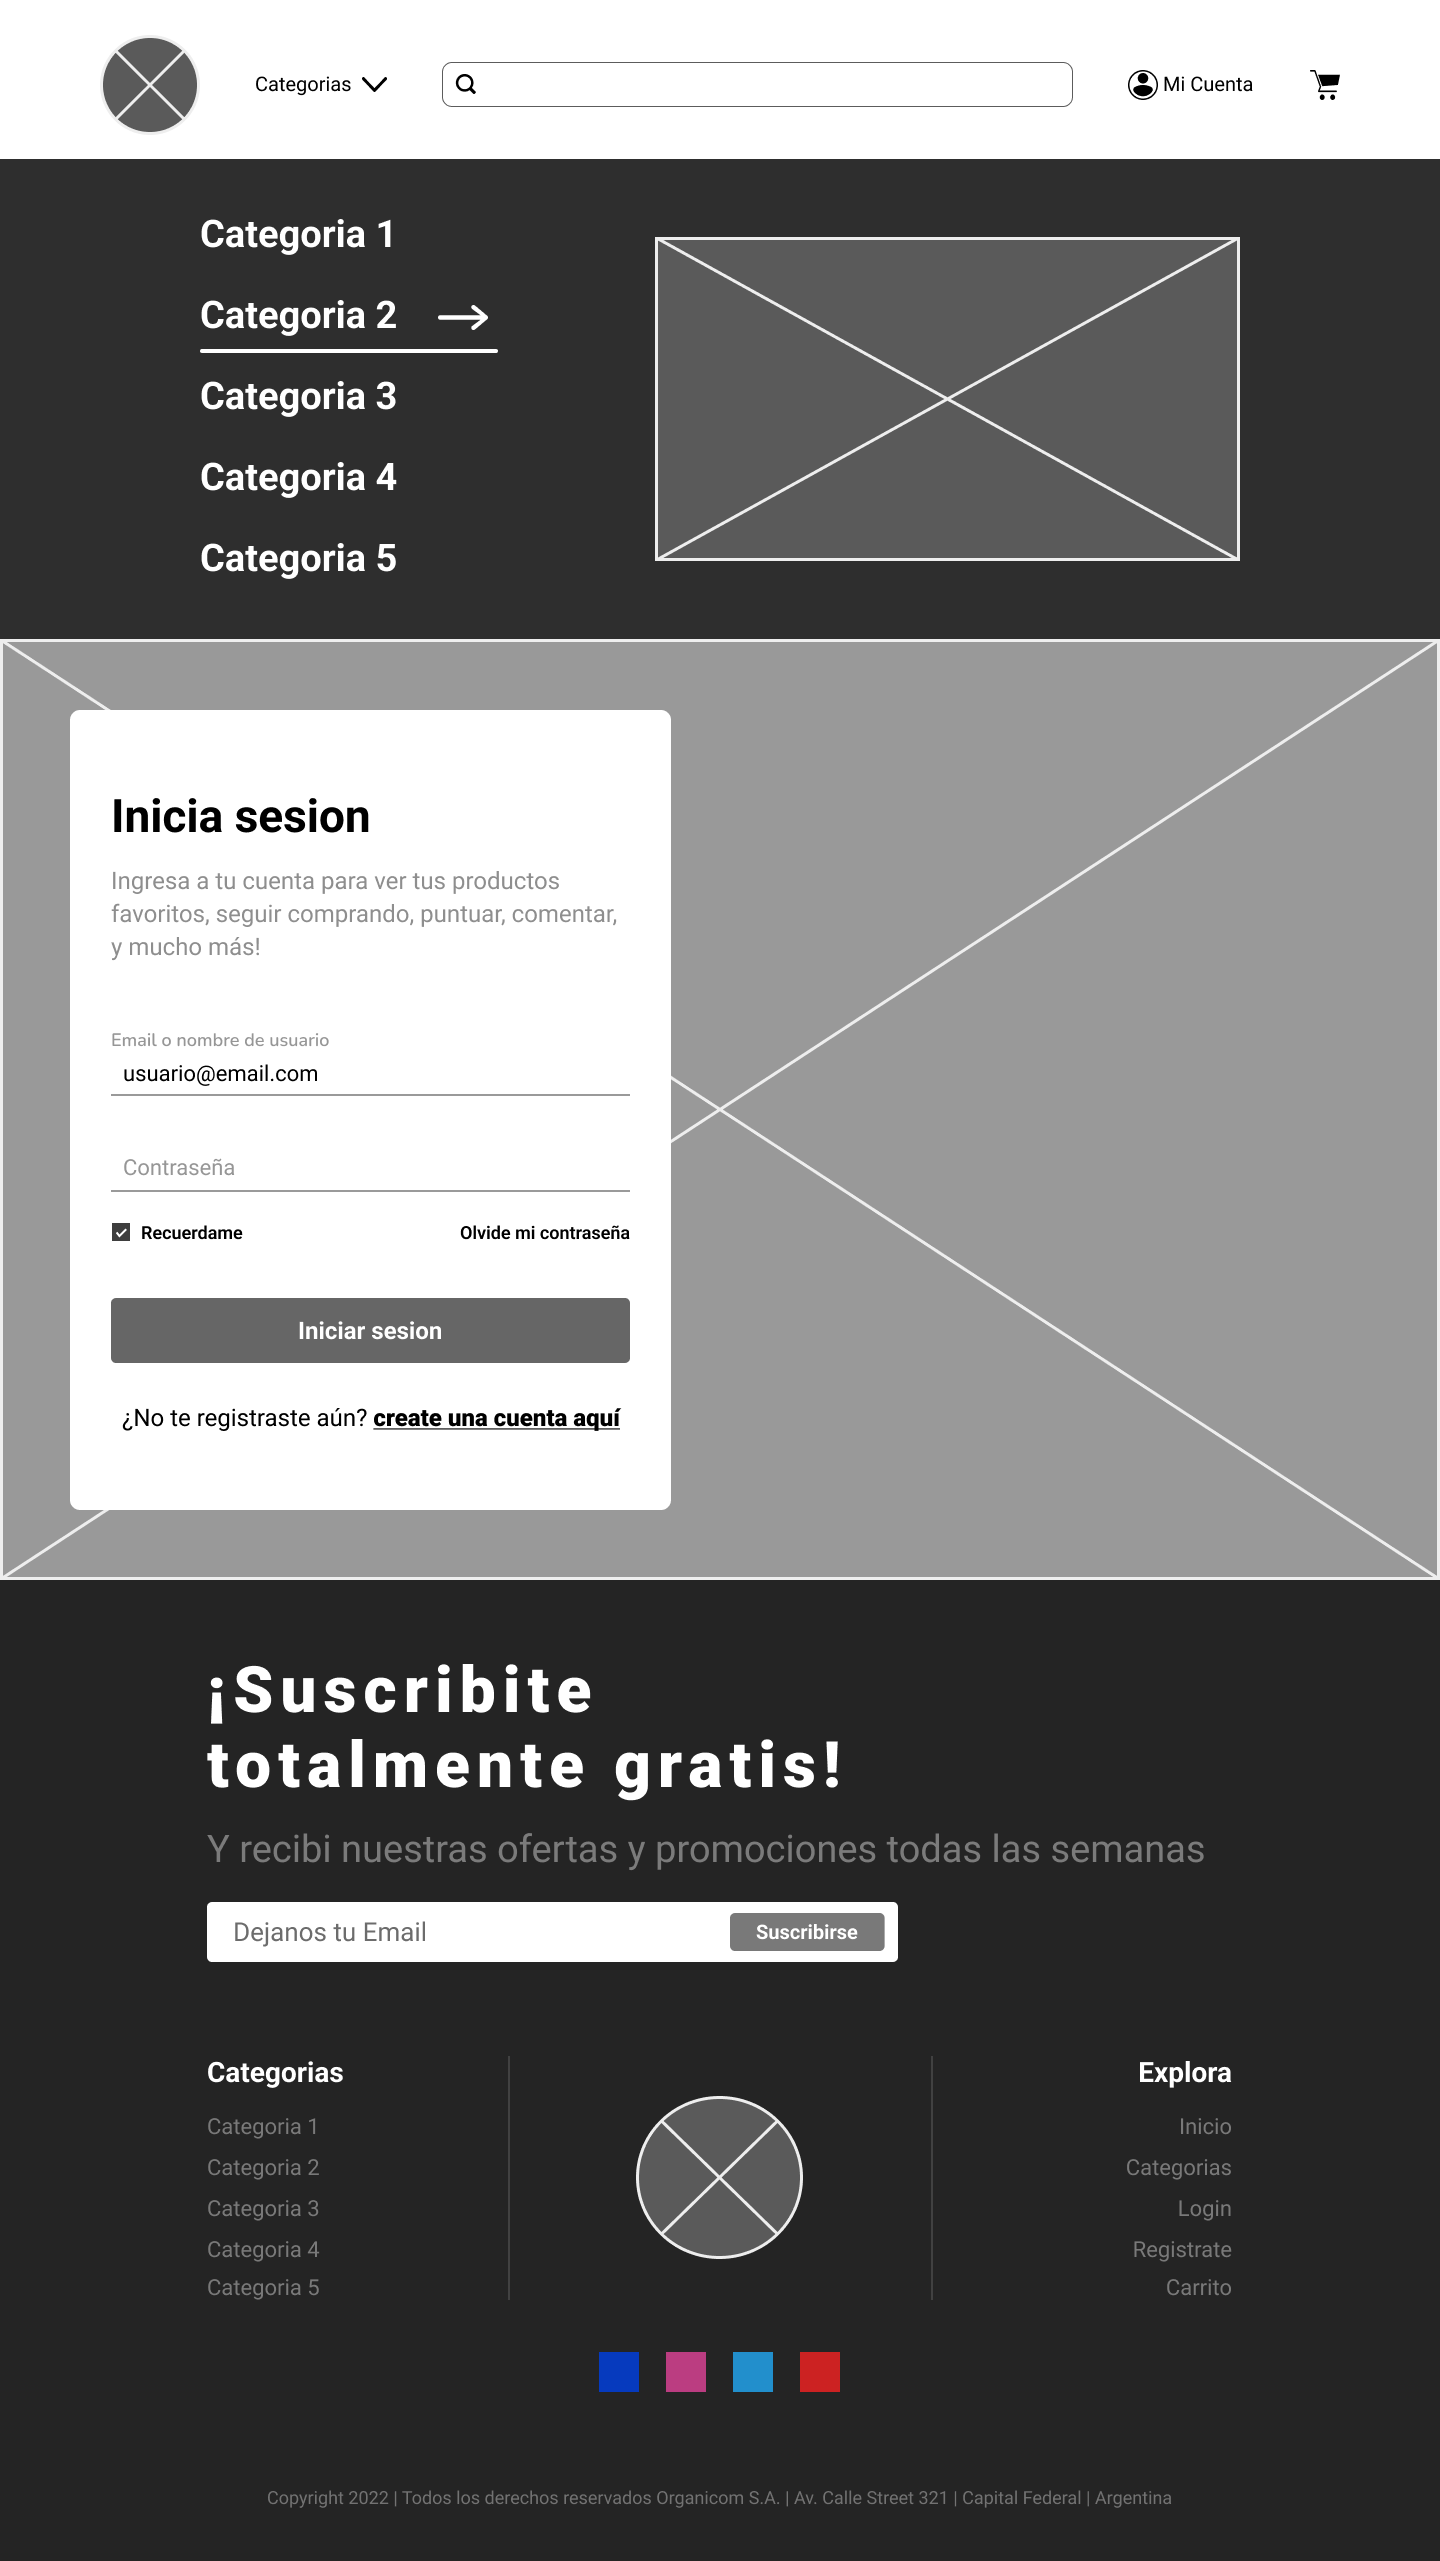 Categorias
Mi Cuenta
Categoria 1
Categoria 2
Categoria 3
Categoria 4
Categoria 5
Inicia sesion
Ingresa a tu cuenta para ver tus productos
favoritos, seguir comprando, puntuar, comentar,
y mucho más!
Email o nombre de usuario
usuario@email.com
Contraseña
Recuerdame
Olvide mi contraseña
Iniciar sesion
¿No te registraste aún? create una cuenta aquí
¡Suscribite
totalmente gratis!
Y recibi nuestras ofertas y promociones todas las semanas
Dejanos tu Email
Suscribirse
Categorias
Categoria 1
Categoria 2
Categoria 3
Categoria 4
Categoria 5
Explora
Inicio
Categorias
Login
Registrate
Carrito
Copyright 2022 | Todos los derechos reservados Organicom S.A. | Av. Calle Street 321 | Capital Federal | Argentina